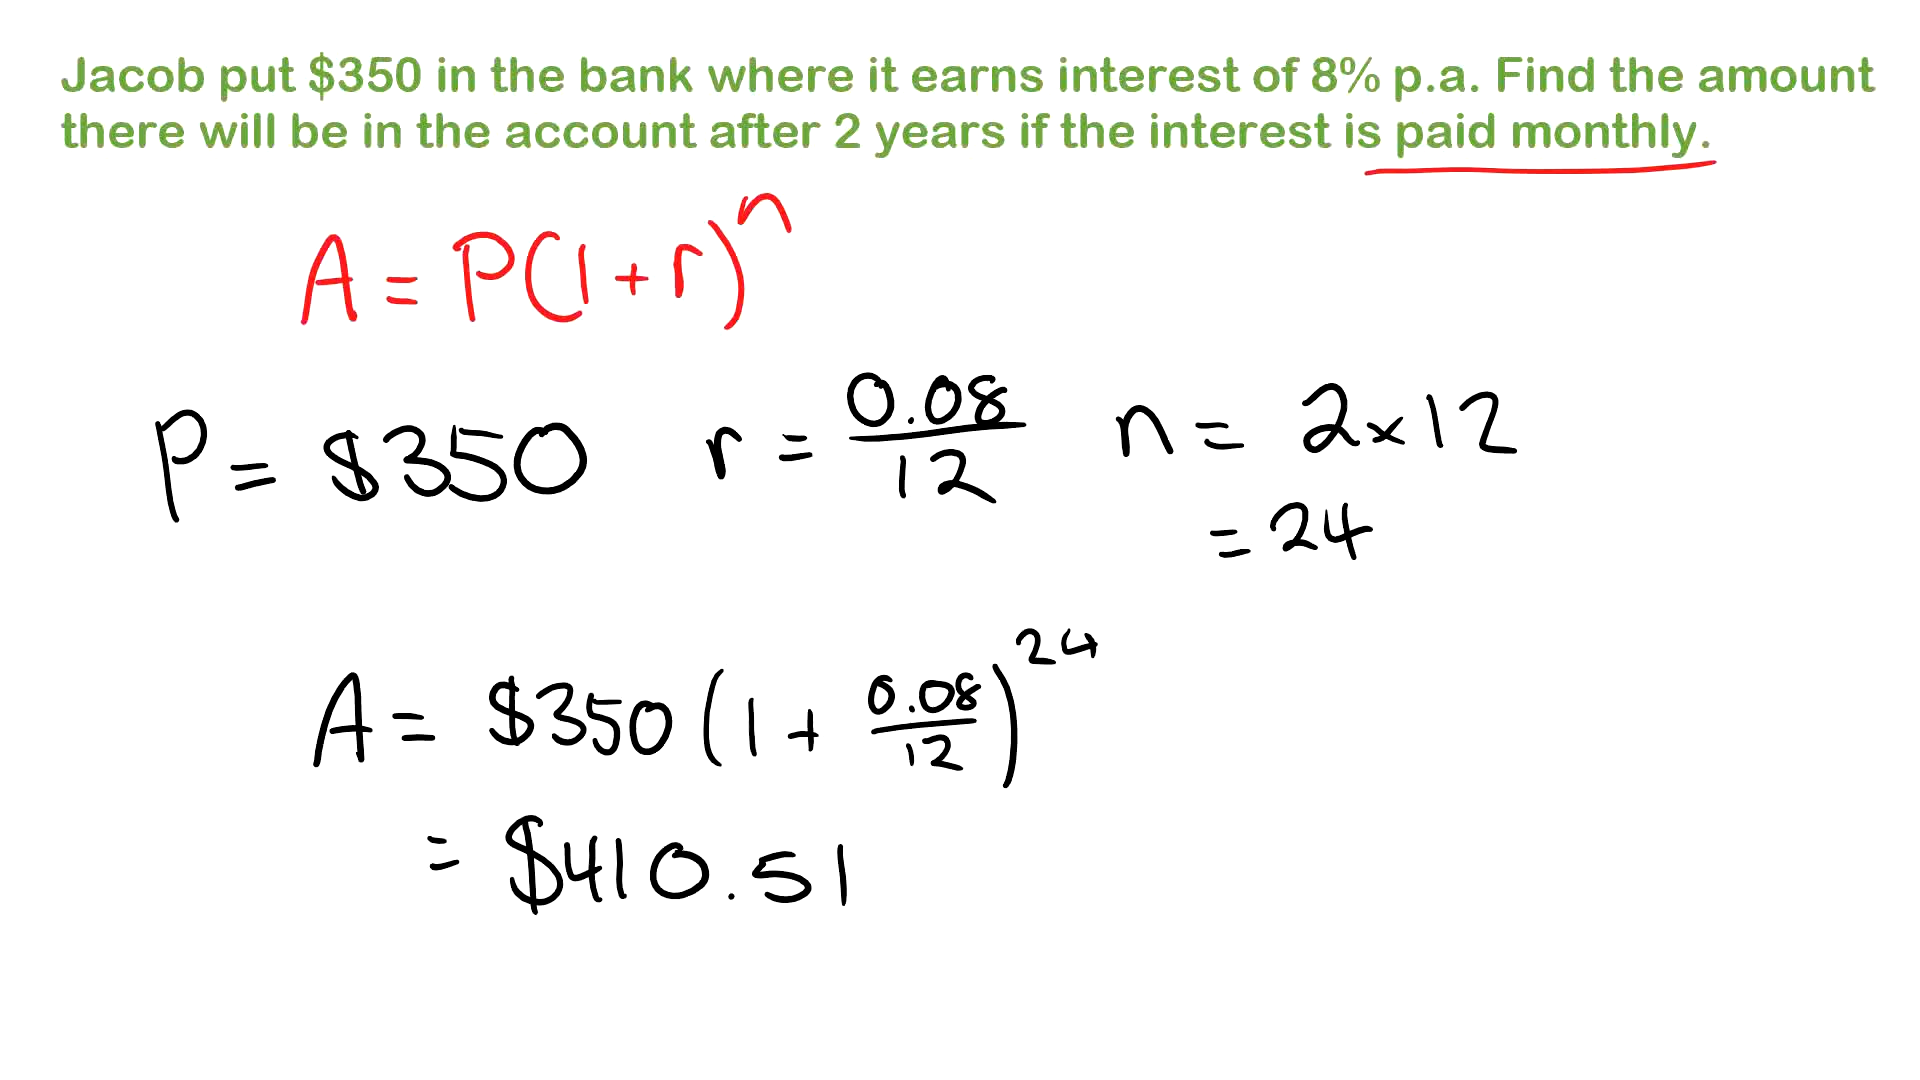 Jacob put $350 in the bank where it earns interest of 8% p.a. Find the amount
there will be in the account after 2 years if the interest is paid monthly.
A = P(1+r)^n
P = $350 r = 0.08/12 n = 2×12
= 24
A = $350(1+0.08/12)^24
= $410.51